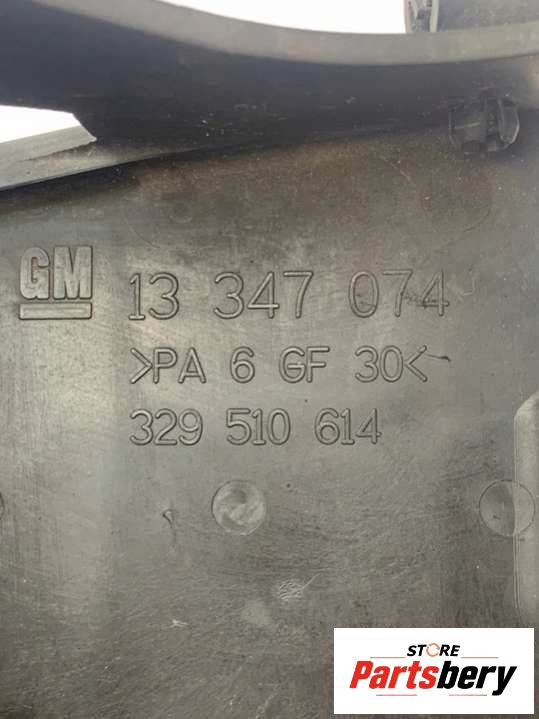 GM 13 347 074
>PA 6 GF 30<
329 510 614
STORE
Partsbery